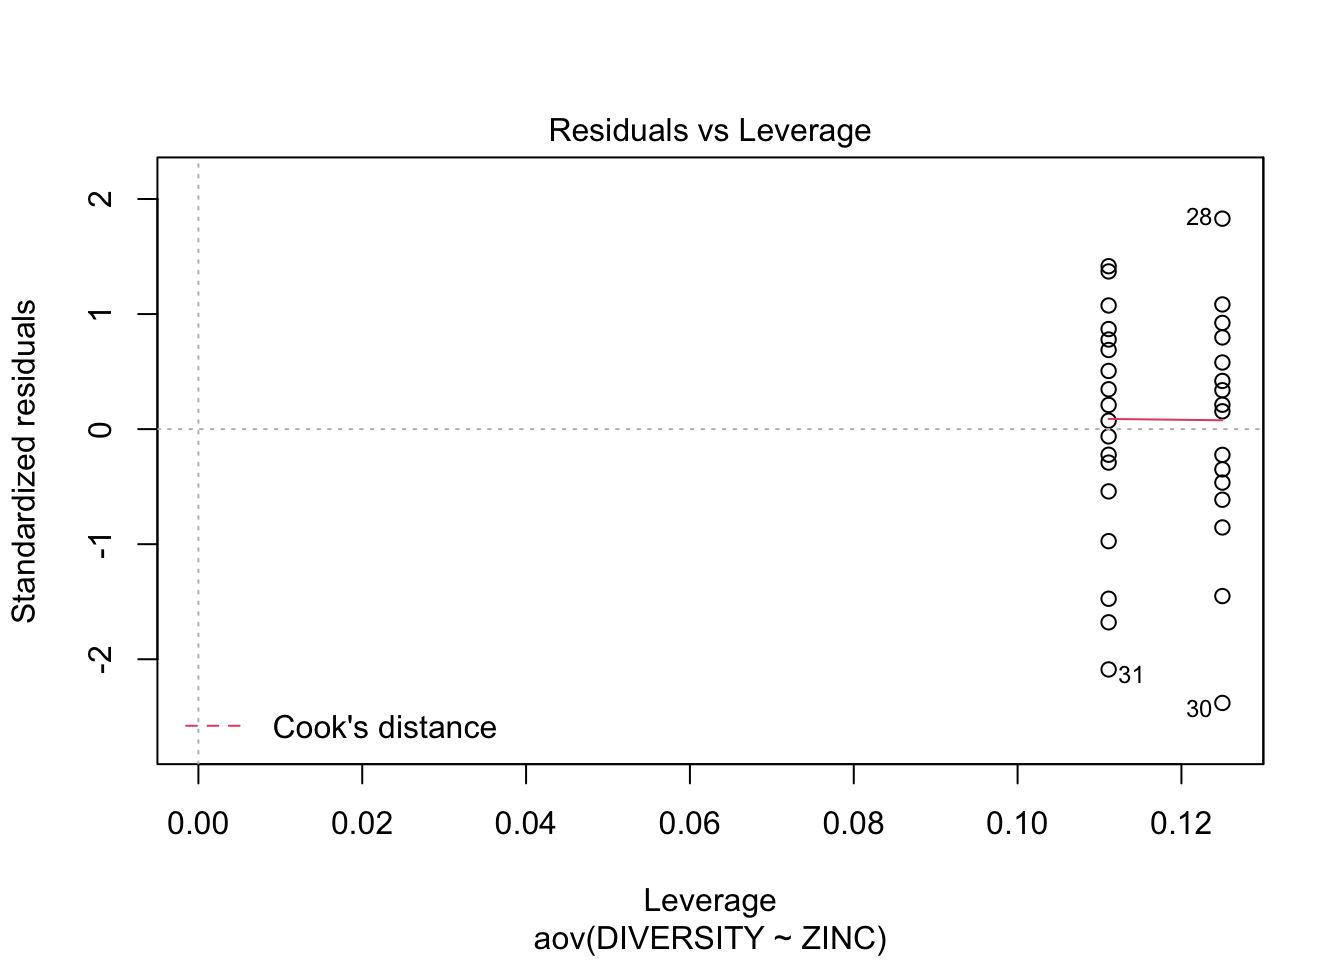 Residuals vs Leverage
Standardized residuals
2
1
0
-1
-2
28
31
30
Cook's distance
0.00 0.02 0.04 0.06 0.08 0.10 0.12
Leverage
aov(DIVERSITY ~ ZINC)